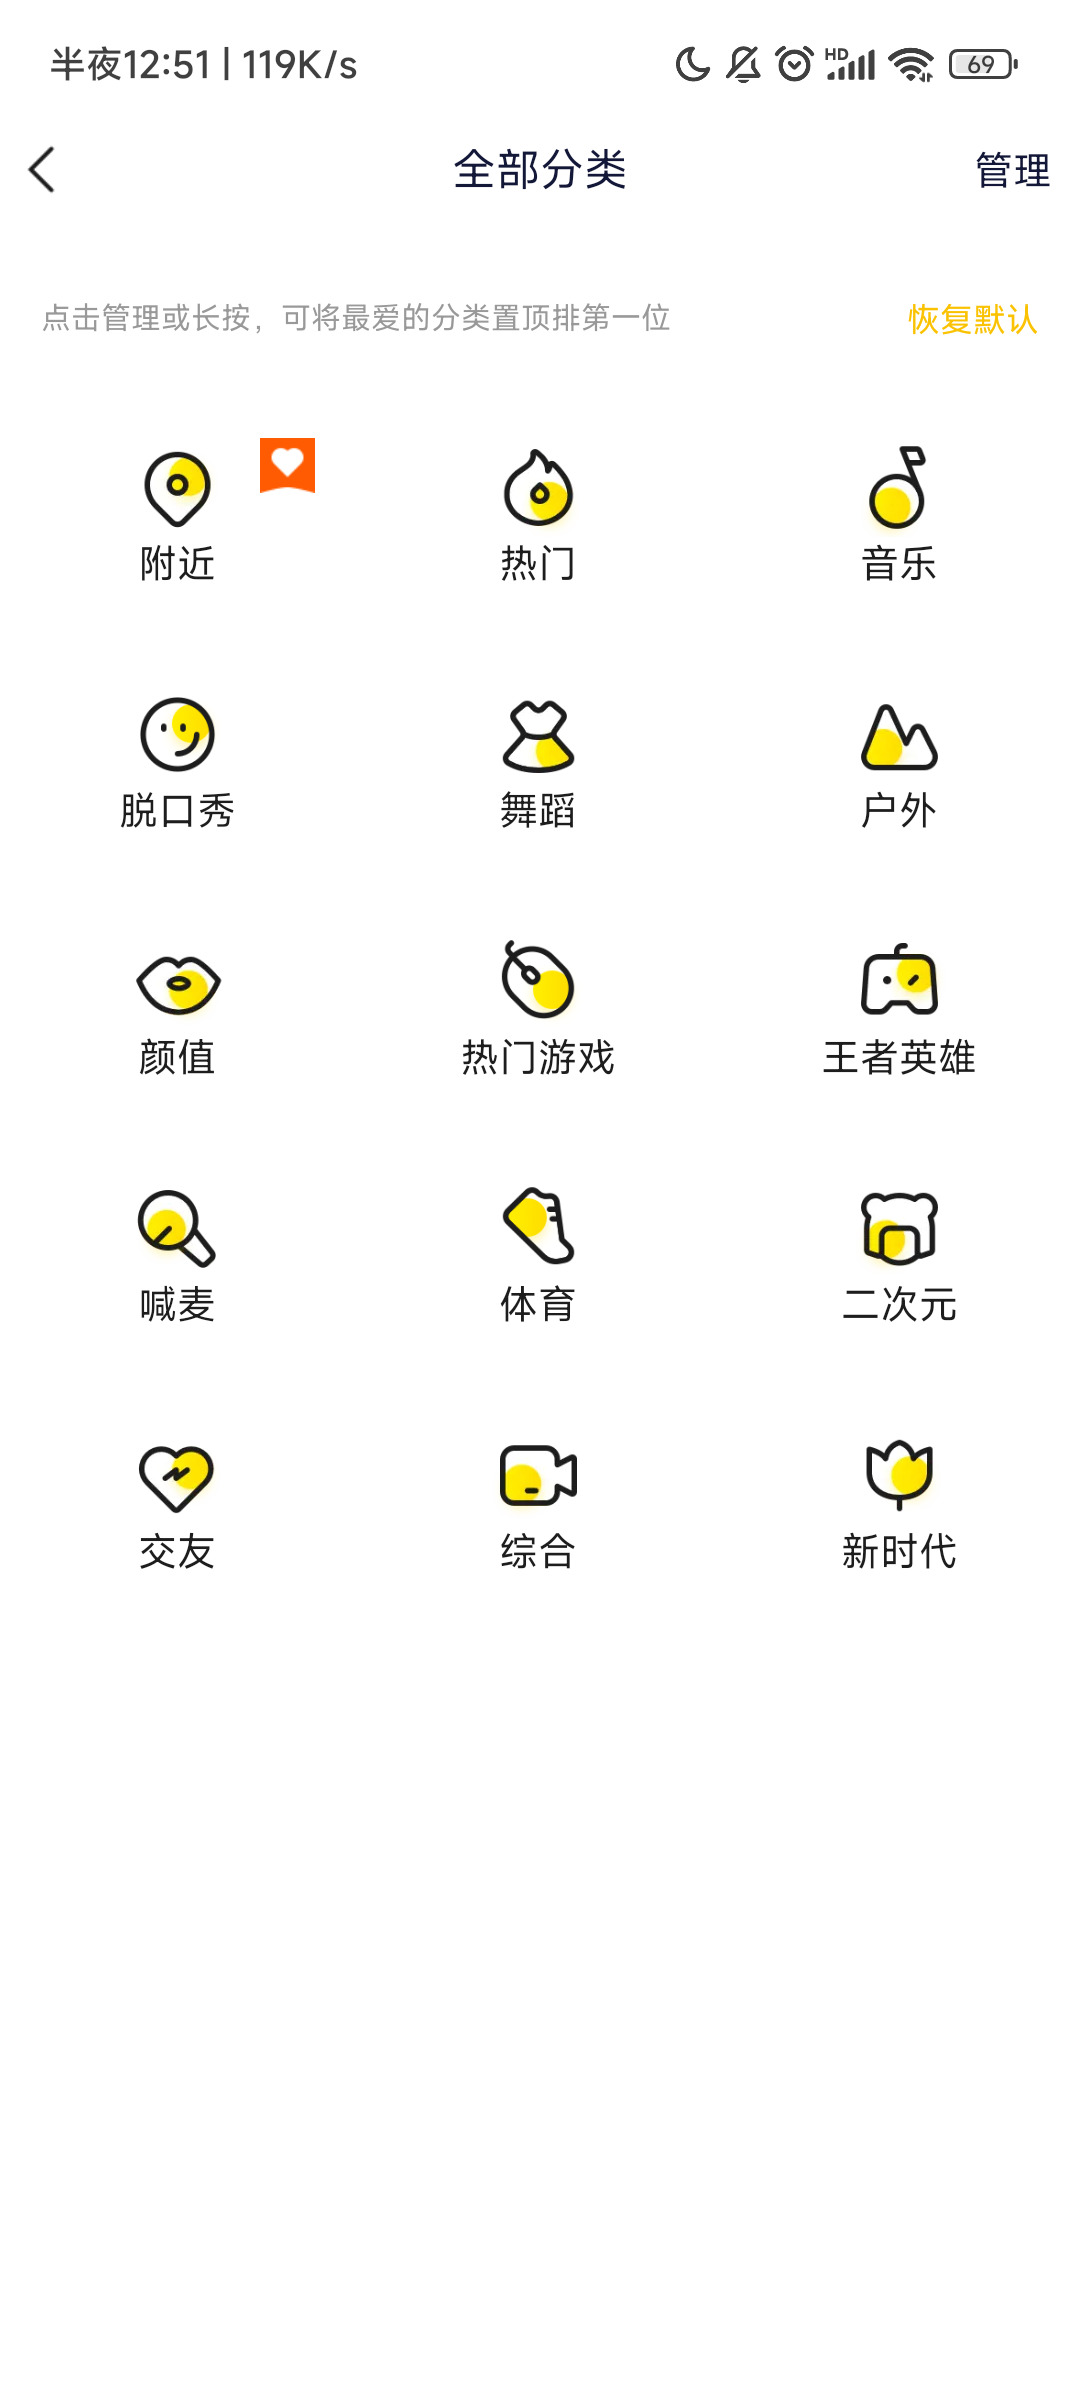 半夜12:51 | 119K/s
HD
69
全部分类
管理
点击管理或长按，可将最爱的分类置顶排第一位
恢复默认
附近
热门
音乐
脱口秀
舞蹈
户外
颜值
热门游戏
王者英雄
喊麦
体育
二次元
交友
综合
新时代